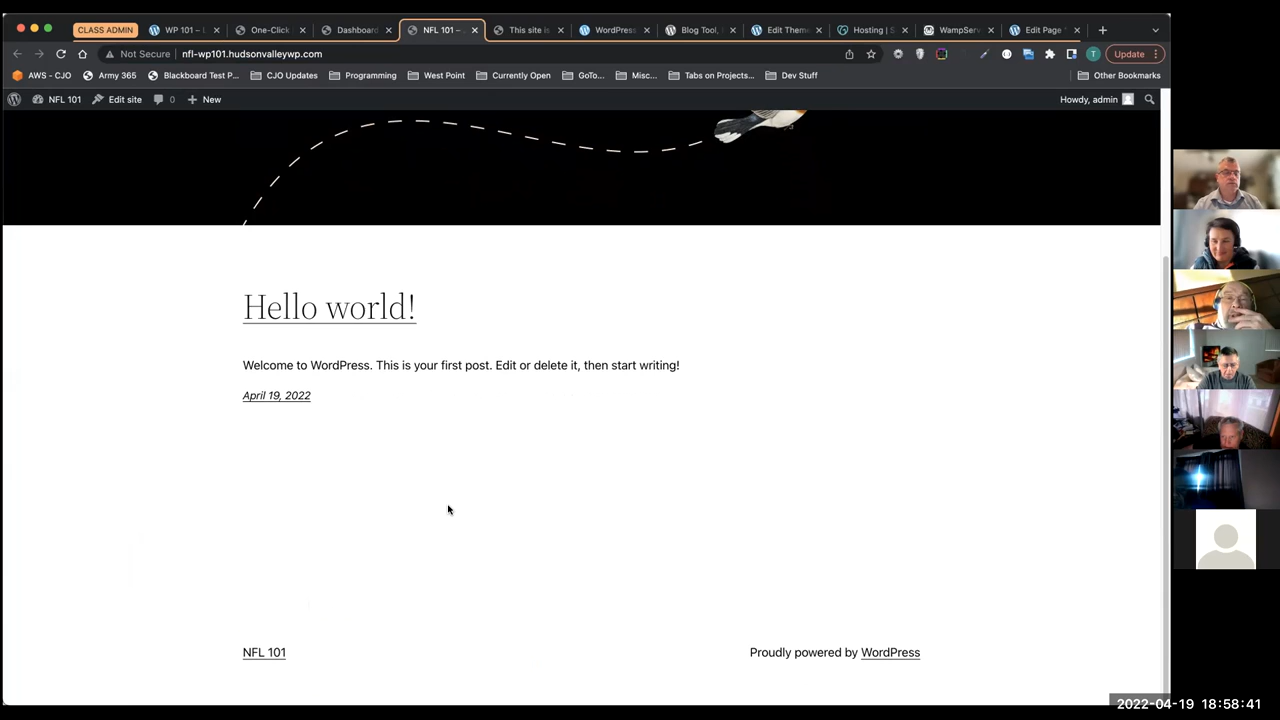 CLASS ADMIN
WP 101 –
One-Click
Dashboard
NFL 101 –
This site is
WordPress
Blog Tool,
Edit Theme
Hosting | S
WampServ
Edit Page
Not Secure
nfl-wp101.hudsonvalleywp.com
T
Update
AWS - CJO
Army 365
Blackboard Test P...
CJO Updates
Programming
West Point
Currently Open
GoTo...
Misc...
Tabs on Projects...
Dev Stuff
Other Bookmarks
NFL 101
Edit site
0
New
Howdy, admin
Hello world!
Welcome to WordPress. This is your first post. Edit or delete it, then start writing!
April 19, 2022
NFL 101
Proudly powered by WordPress
2022-04-19 18:58:41